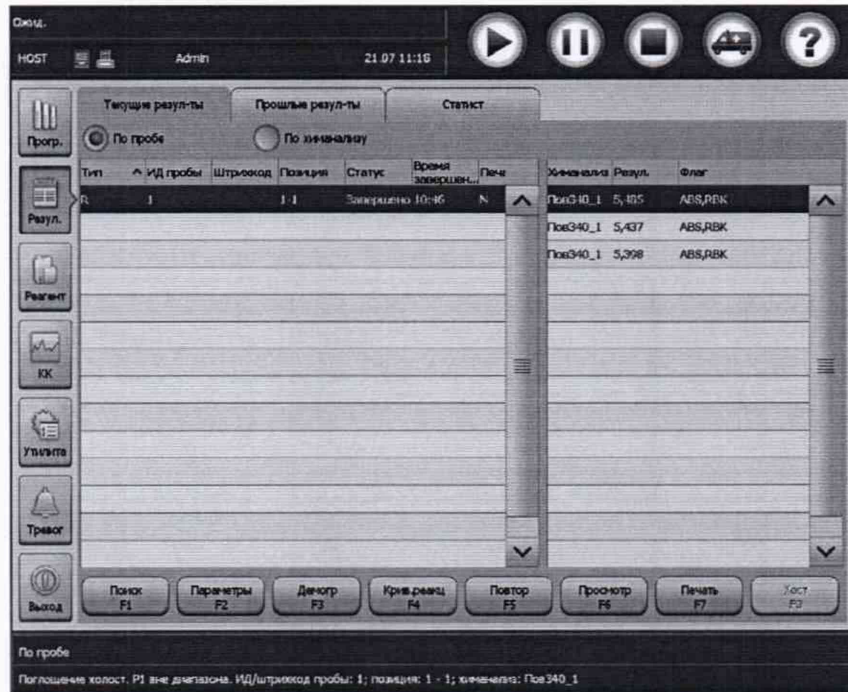 Ожид.
HOST Admin 21.07 11:18
Прогр.
Резул.
Реагент
КК
Утилита
Тревог
Выход
Текущие резул-ты Прошлые резул-ты Статист
По пробе По химанализу
Тип ИД пробы Штрихкод Позиция Статус Время завершен... Печа
R 1 1-1 Завершено 10:46 N
Химанализ Резул. Флаг
Пов340_1 5,485 ABS,RBK
Пов340_1 5,437 ABS,RBK
Пов340_1 5,398 ABS,RBK
Поиск F1
Параметры F2
Демогр F3
Крив.реакц F4
Повтор F5
Просмотр F6
Печать F7
Хост
По пробе
Поглощение холост. Р1 вне диапазона. ИД/штрихкод пробы: 1; позиция: 1 - 1; химанализ: Пов340_1